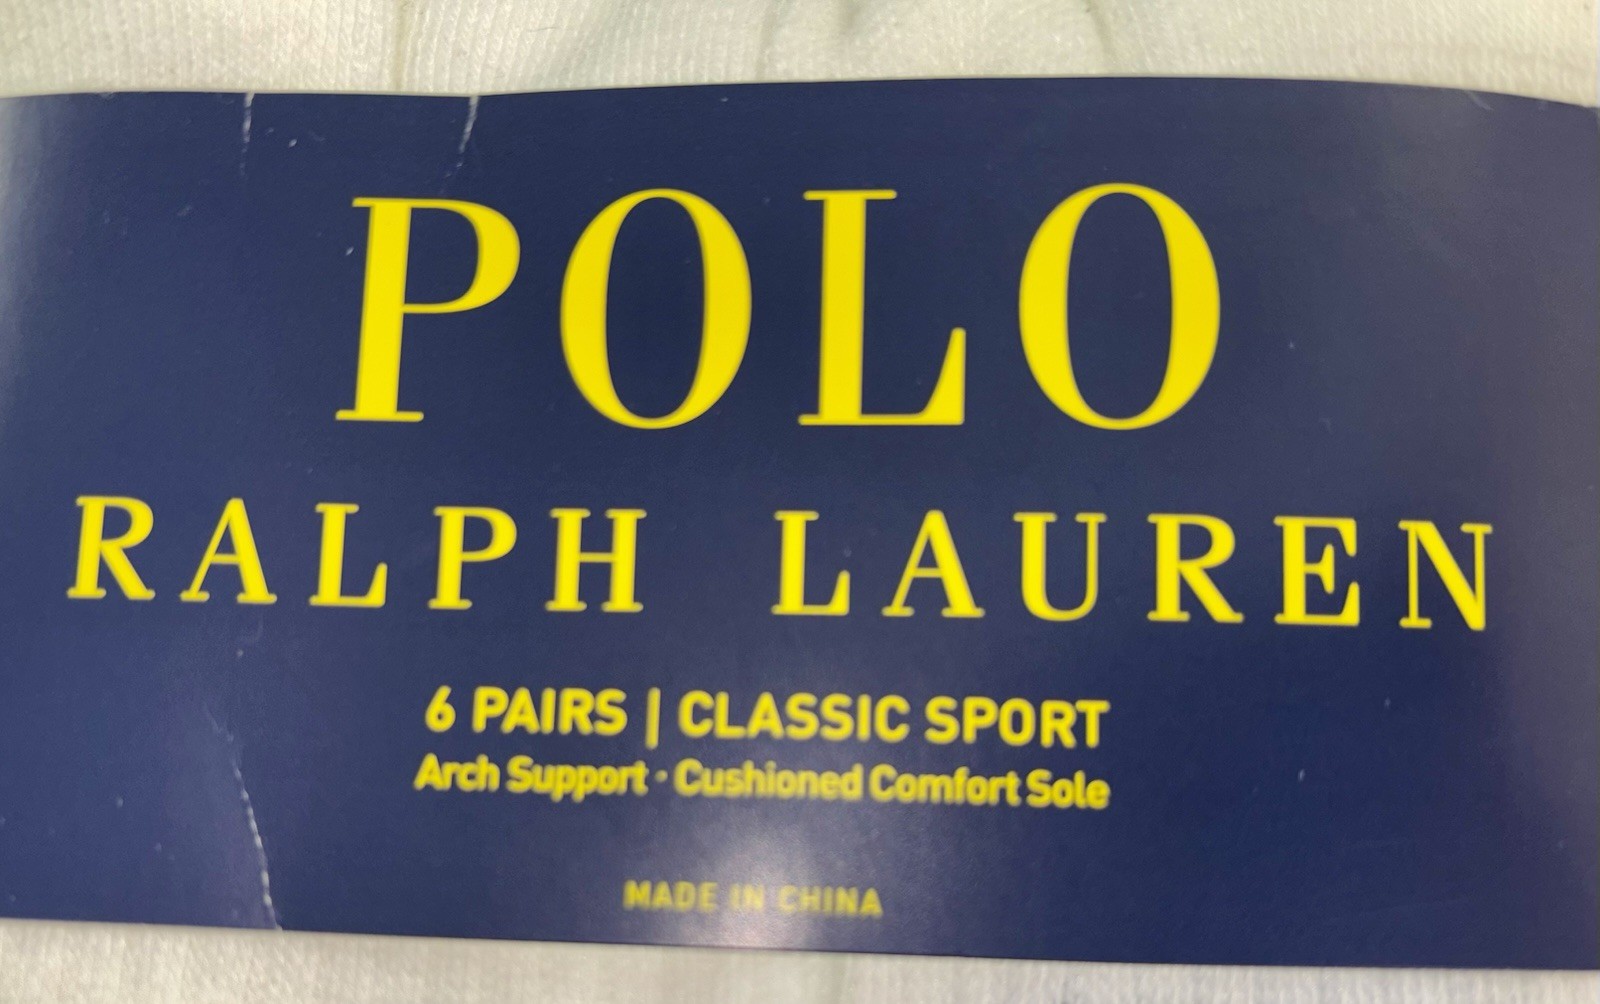 POLO
RALPH LAUREN
6 PAIRS | CLASSIC SPORT
Arch Support · Cushioned Comfort Sole
MADE IN CHINA